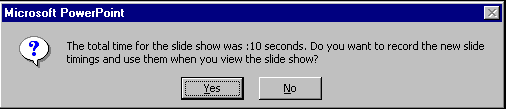 Microsoft PowerPoint
The total time for the slide show was :10 seconds. Do you want to record the new slide
timings and use them when you view the slide show?
Yes No